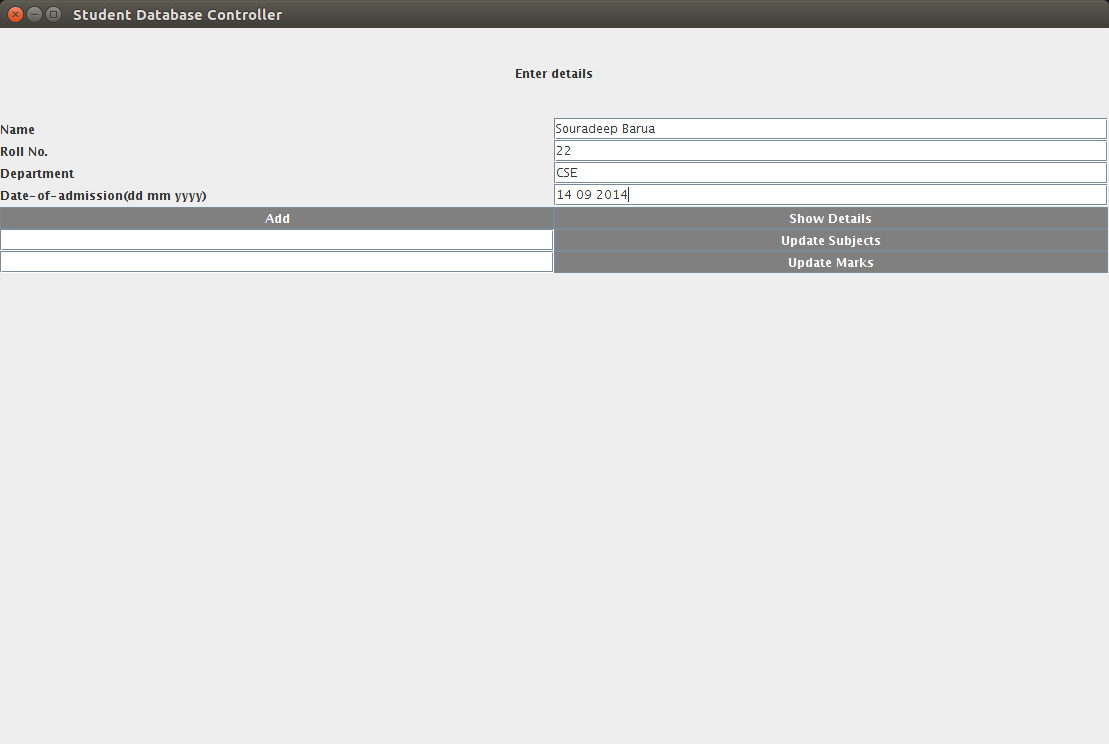 Student Database Controller
Enter details
Name Souradeep Barua
Roll No. 22
Department CSE
Date-of-admission(dd mm yyyy) 14 09 2014
Add Show Details
Update Subjects
Update Marks